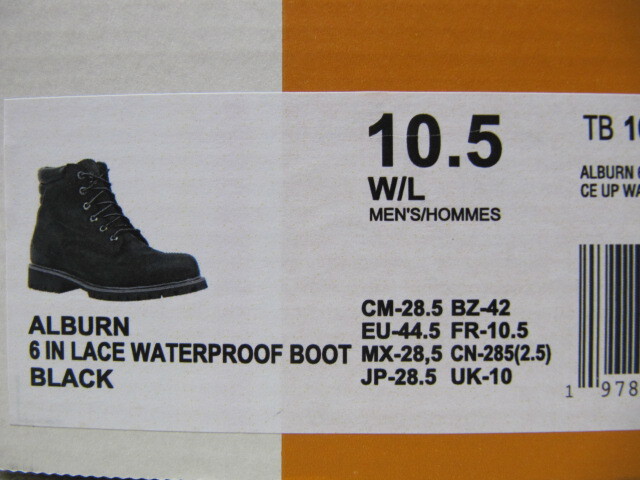 10.5
W/L
MEN'S/HOMMES
ALBURN
6 IN LACE WATERPROOF BOOT
BLACK
CM-28.5 BZ-42
EU-44.5 FR-10.5
MX-28,5 CN-285(2.5)
JP-28.5 UK-10
TB 10
ALBURN 6
CE UP WA
1 978